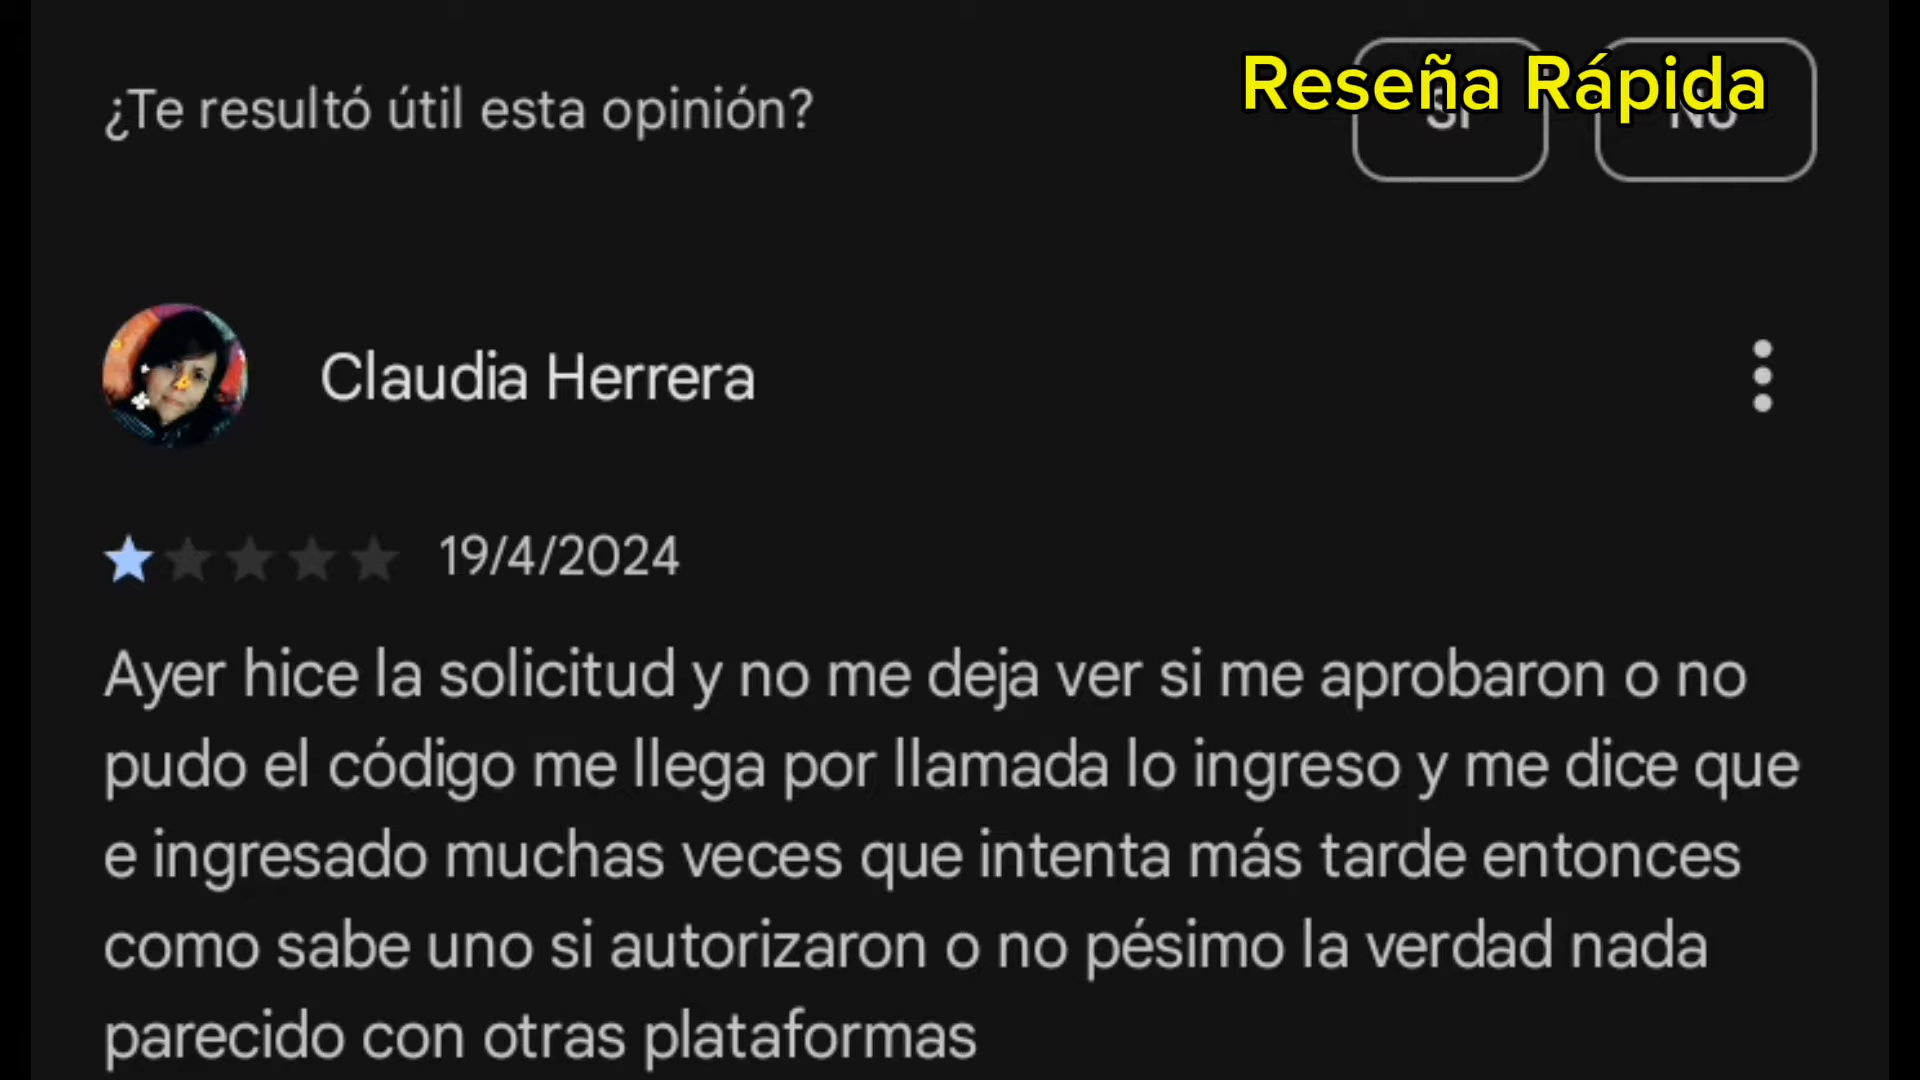 ¿Te resultó útil esta opinión?
Reseña Rápida
Sí
No
Claudia Herrera
19/4/2024
Ayer hice la solicitud y no me deja ver si me aprobaron o no
pudo el código me llega por llamada lo ingreso y me dice que
e ingresado muchas veces que intenta más tarde entonces
como sabe uno si autorizaron o no pésimo la verdad nada
parecido con otras plataformas